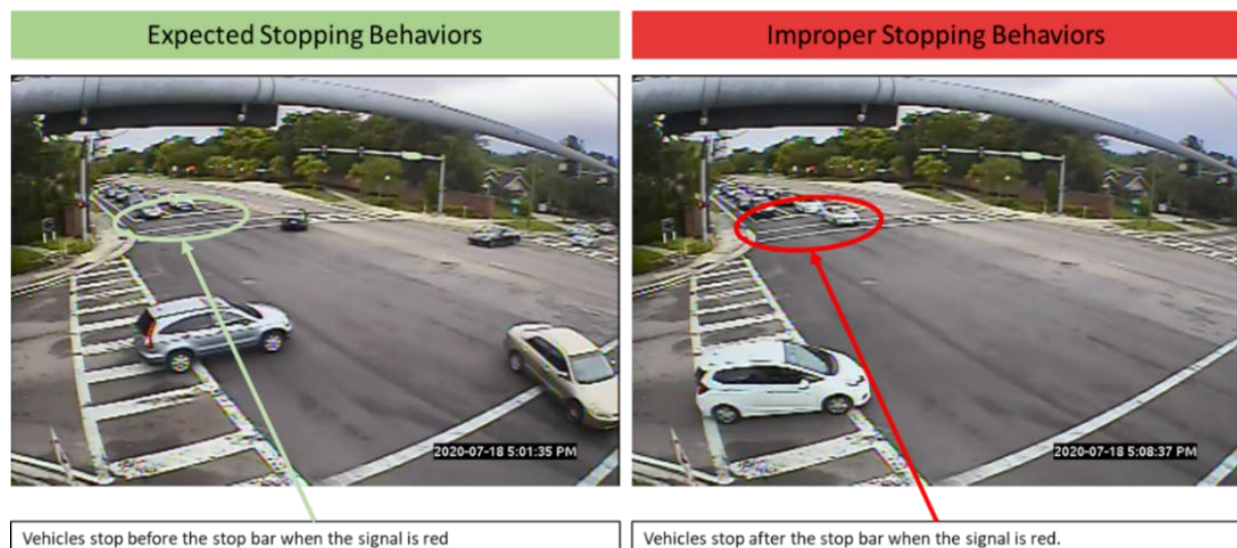 Expected Stopping Behaviors
Improper Stopping Behaviors
2020-07-18 5:01:35 PM
2020-07-18 5:08:37 PM
Vehicles stop before the stop bar when the signal is red
Vehicles stop after the stop bar when the signal is red.